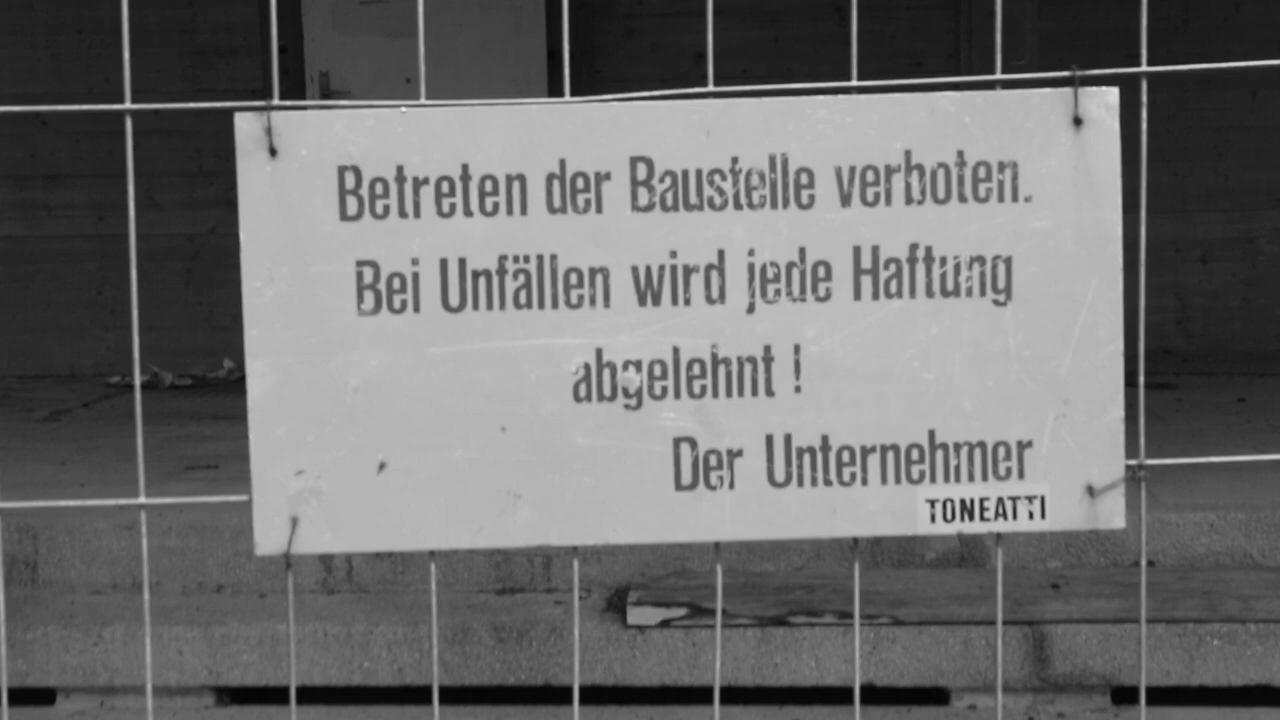 Betreten der Baustelle verboten.
Bei Unfällen wird jede Haftung
abgelehnt !
Der Unternehmer
TONEATTI